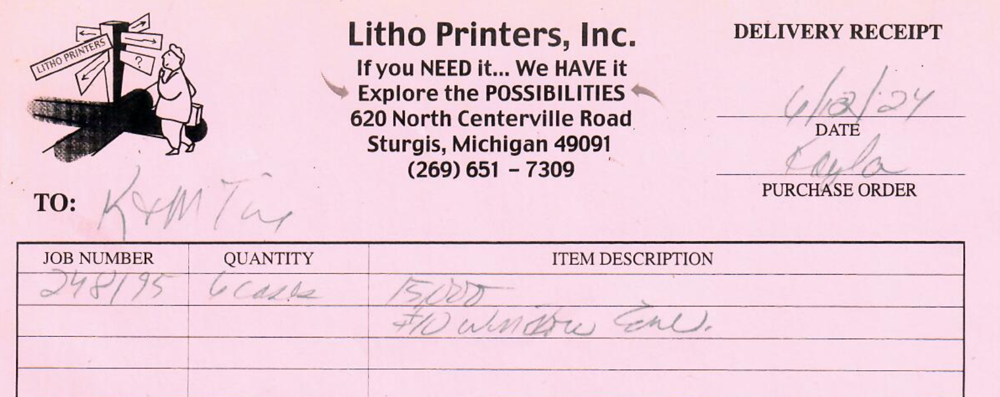 LITHO PRINTERS
?
Litho Printers, Inc.
If you NEED it... We HAVE it
Explore the POSSIBILITIES
620 North Centerville Road
Sturgis, Michigan 49091
(269) 651 – 7309
DELIVERY RECEIPT
6/12/24
DATE
Kayla
PURCHASE ORDER
TO: K+M Tire
JOB NUMBER QUANTITY ITEM DESCRIPTION
248195 6 cases 15,000
#10 Window Env.